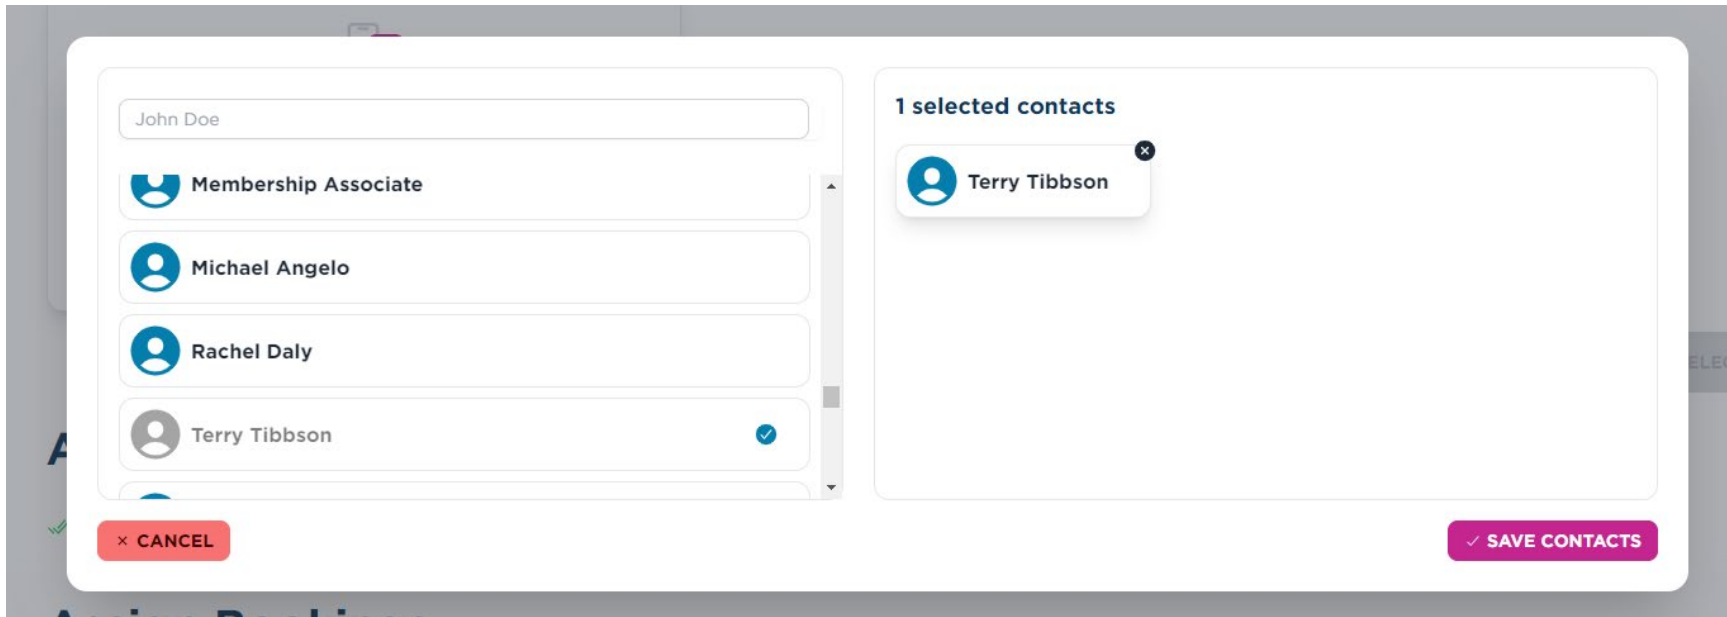 John Doe
Membership Associate
Michael Angelo
Rachel Daly
Terry Tibbson
1 selected contacts
Terry Tibbson
CANCEL
SAVE CONTACTS